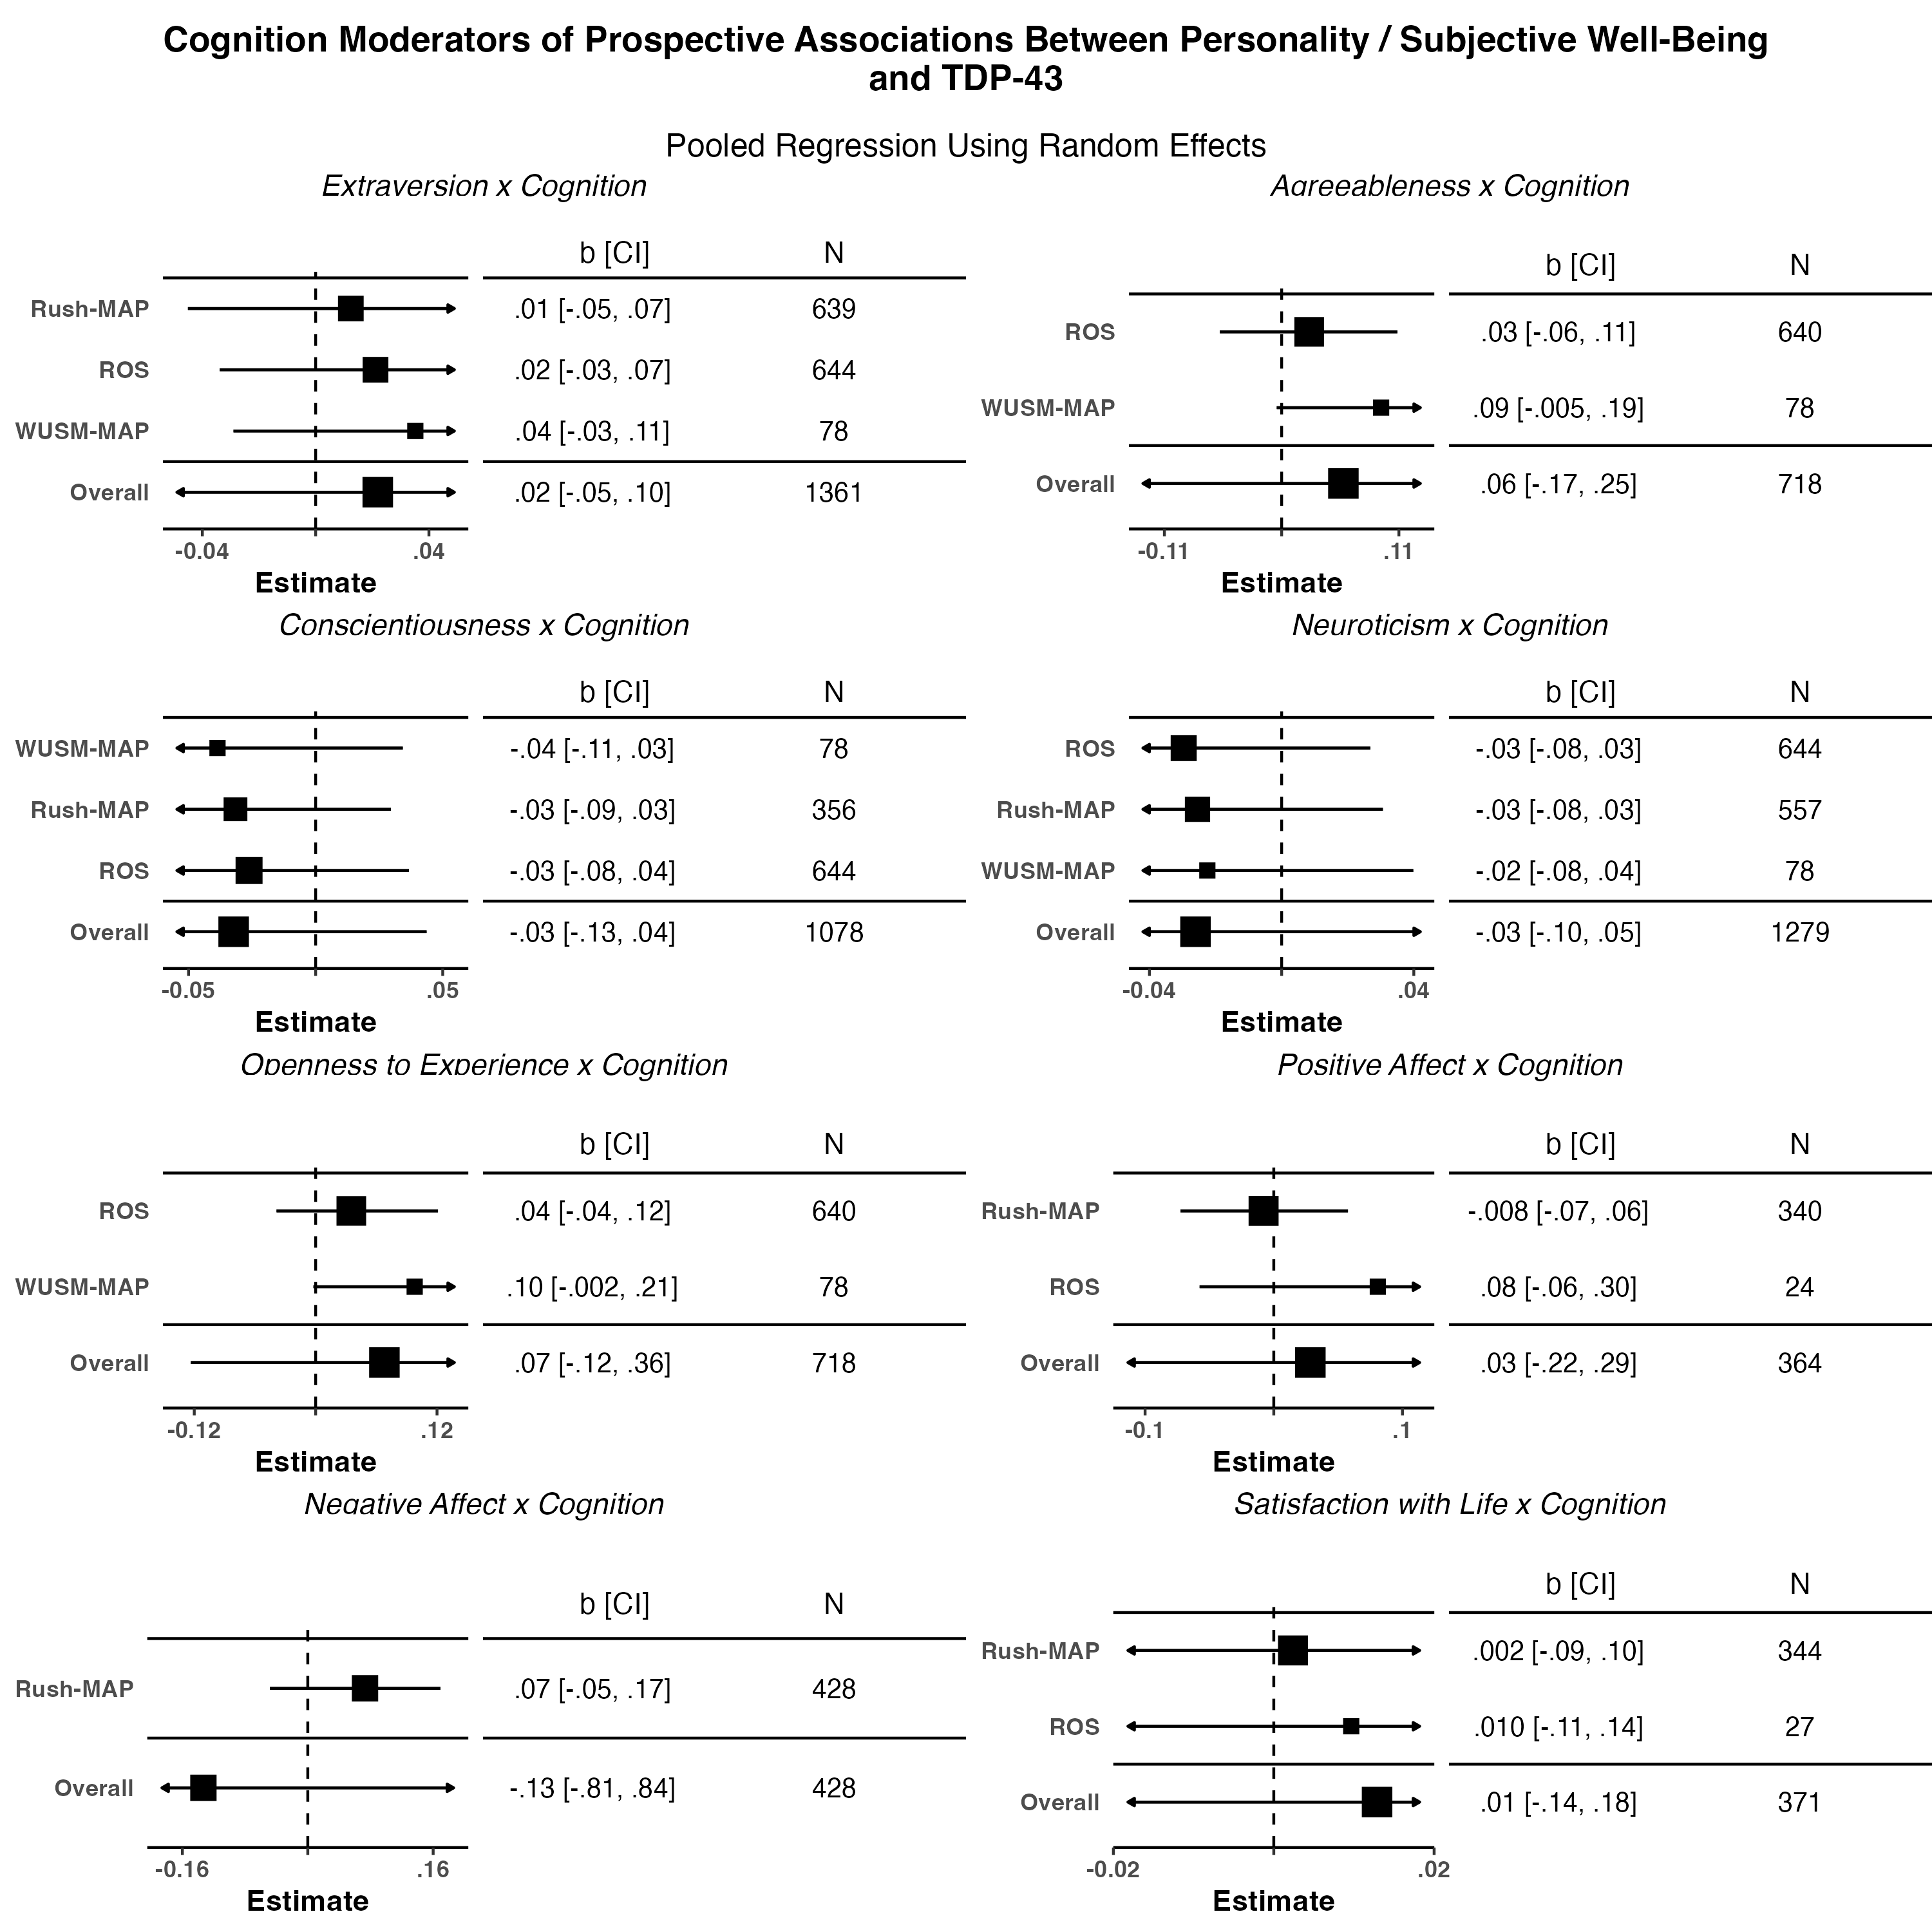 Cognition Moderators of Prospective Associations Between Personality / Subjective Well-Being
and TDP-43
Pooled Regression Using Random Effects
Extraversion x Cognition
b [CI] N
Rush-MAP .01 [-.05, .07] 639
ROS .02 [-.03, .07] 644
WUSM-MAP .04 [-.03, .11] 78
Overall .02 [-.05, .10] 1361
-0.04 .04
Estimate
Agreeableness x Cognition
b [CI] N
ROS .03 [-.06, .11] 640
WUSM-MAP .09 [-.005, .19] 78
Overall .06 [-.17, .25] 718
-0.11 .11
Estimate
Conscientiousness x Cognition
b [CI] N
WUSM-MAP -.04 [-.11, .03] 78
Rush-MAP -.03 [-.09, .03] 356
ROS -.03 [-.08, .04] 644
Overall -.03 [-.13, .04] 1078
-0.05 .05
Estimate
Neuroticism x Cognition
b [CI] N
ROS -.03 [-.08, .03] 644
Rush-MAP -.03 [-.08, .03] 557
WUSM-MAP -.02 [-.08, .04] 78
Overall -.03 [-.10, .05] 1279
-0.04 .04
Estimate
Openness to Experience x Cognition
b [CI] N
ROS .04 [-.04, .12] 640
WUSM-MAP .10 [-.002, .21] 78
Overall .07 [-.12, .36] 718
-0.12 .12
Estimate
Positive Affect x Cognition
b [CI] N
Rush-MAP -.008 [-.07, .06] 340
ROS .08 [-.06, .30] 24
Overall .03 [-.22, .29] 364
-0.1 .1
Estimate
Negative Affect x Cognition
b [CI] N
Rush-MAP .07 [-.05, .17] 428
Overall -.13 [-.81, .84] 428
-0.16 .16
Estimate
Satisfaction with Life x Cognition
b [CI] N
Rush-MAP .002 [-.09, .10] 344
ROS .010 [-.11, .14] 27
Overall .01 [-.14, .18] 371
-0.02 .02
Estimate